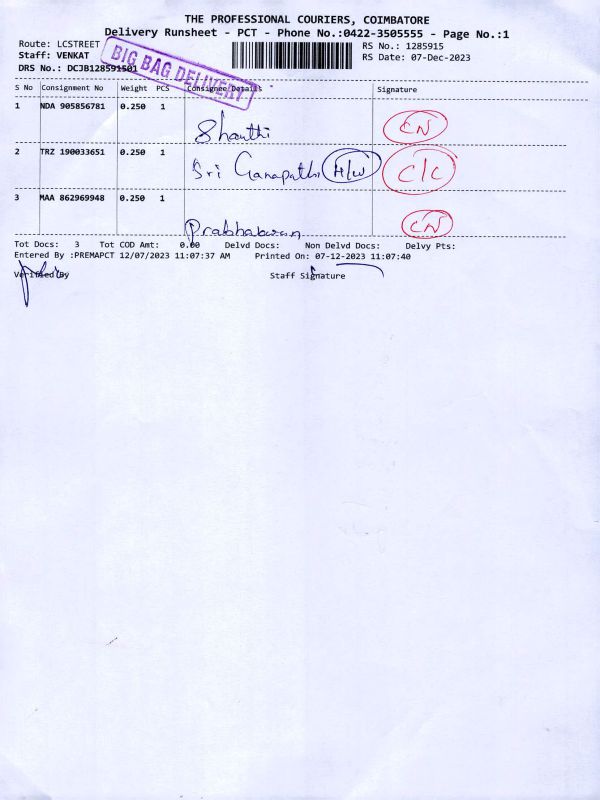 THE PROFESSIONAL COURIERS, COIMBATORE
Delivery Runsheet - PCT - Phone No.:0422-3505555 - Page No.:1
Route: LCSTREET
RS No.: 1285915
Staff: VENKAT
RS Date: 07-Dec-2023
DRS No.: DCJB128591501
BIG BAG DELIVERY
S No Consignment No Weight PCS Consignee Details Signature
1 NDA 905856781 0.250 1
Shanthi CN
2 TRZ 190033651 0.250 1
Sri Ganapathi H/W C/C
3 MAA 862969948 0.250 1
Prabhakaran CN
Tot Docs: 3 Tot COD Amt: 0.00 Delvd Docs: Non Delvd Docs: Delvy Pts:
Entered By :PREMAPCT 12/07/2023 11:07:37 AM Printed On: 07-12-2023 11:07:40
Verified By Staff Signature